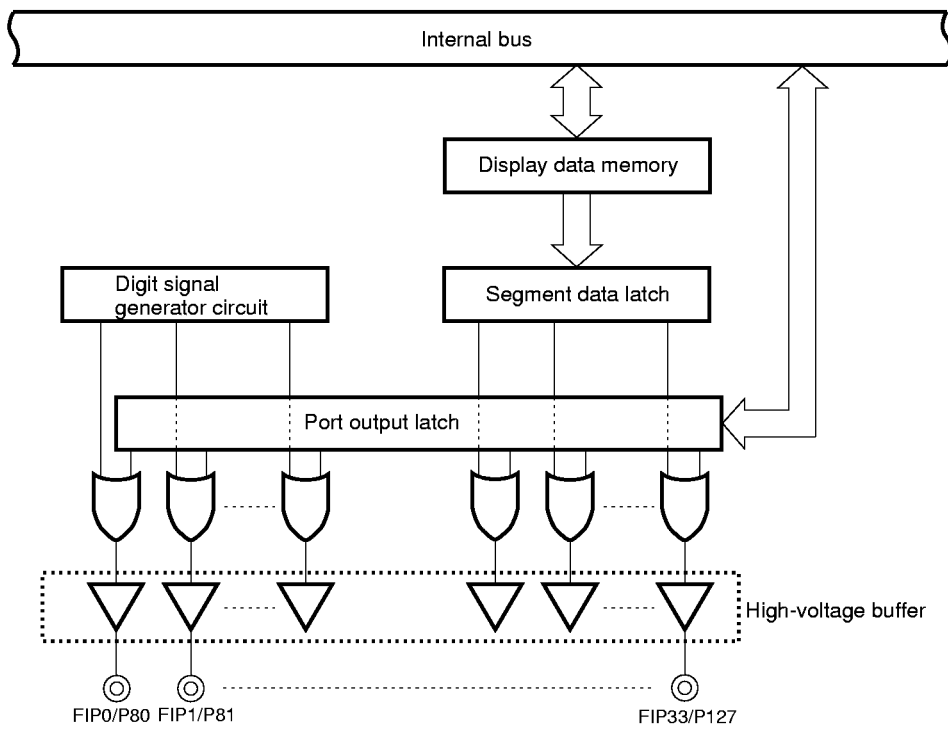 Internal bus
Display data memory
Digit signal
generator circuit
Segment data latch
Port output latch
High-voltage buffer
FIP0/P80 FIP1/P81 FIP33/P127